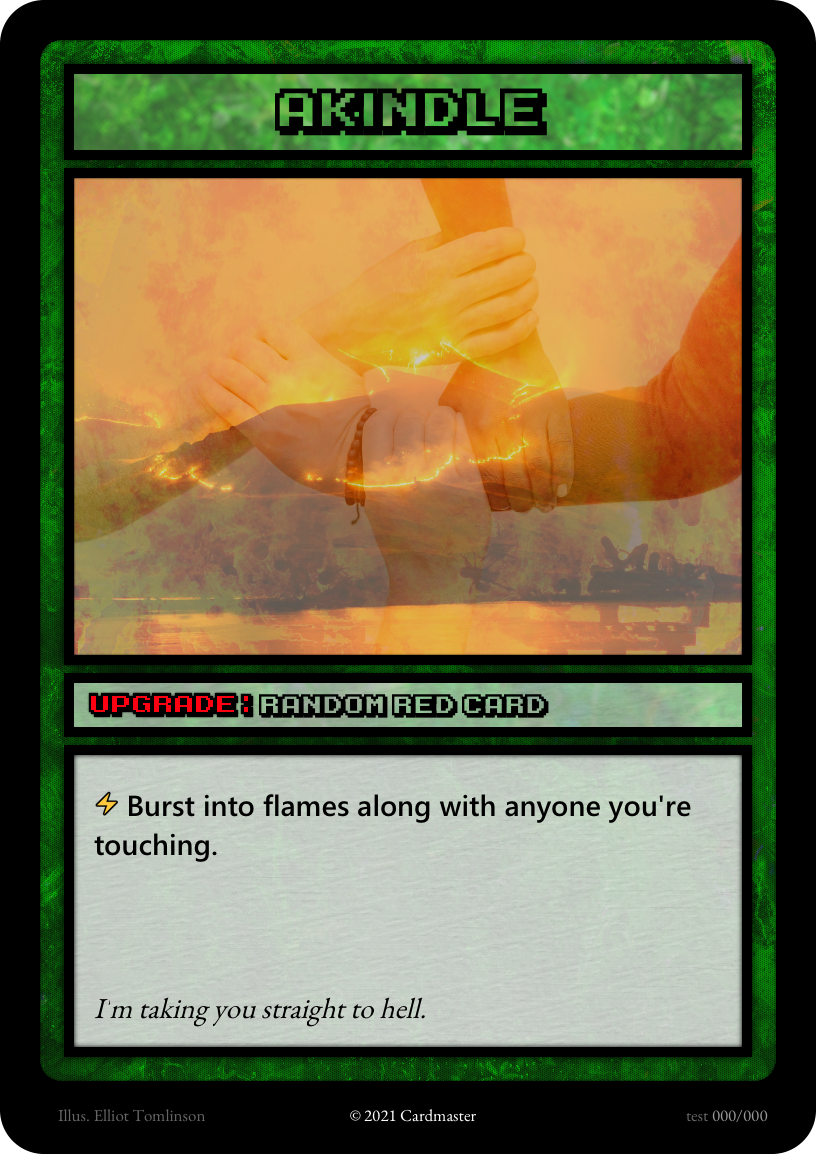 AKINDLE
UPGRADE: RANDOM RED CARD
⚡ Burst into flames along with anyone you're
touching.
I'm taking you straight to hell.
Illus. Elliot Tomlinson © 2021 Cardmaster test 000/000